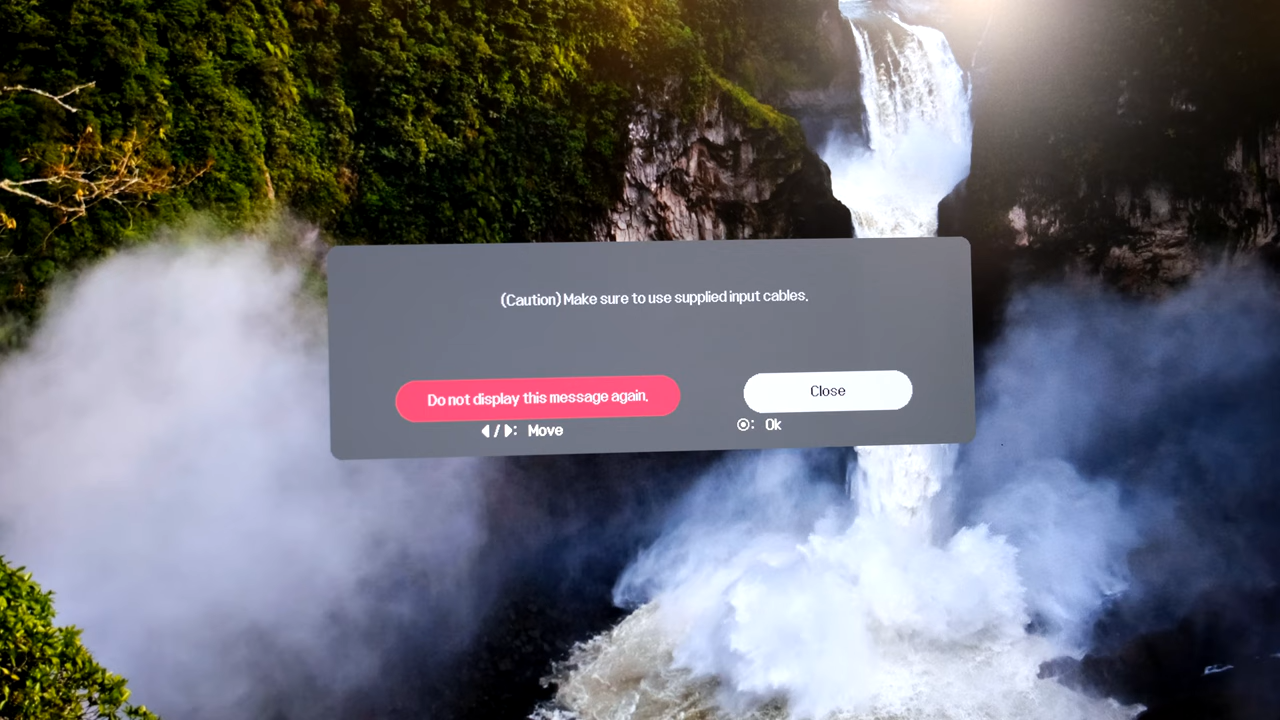 (Caution) Make sure to use supplied input cables.
Do not display this message again.
Close
◀/▶: Move
◉: Ok